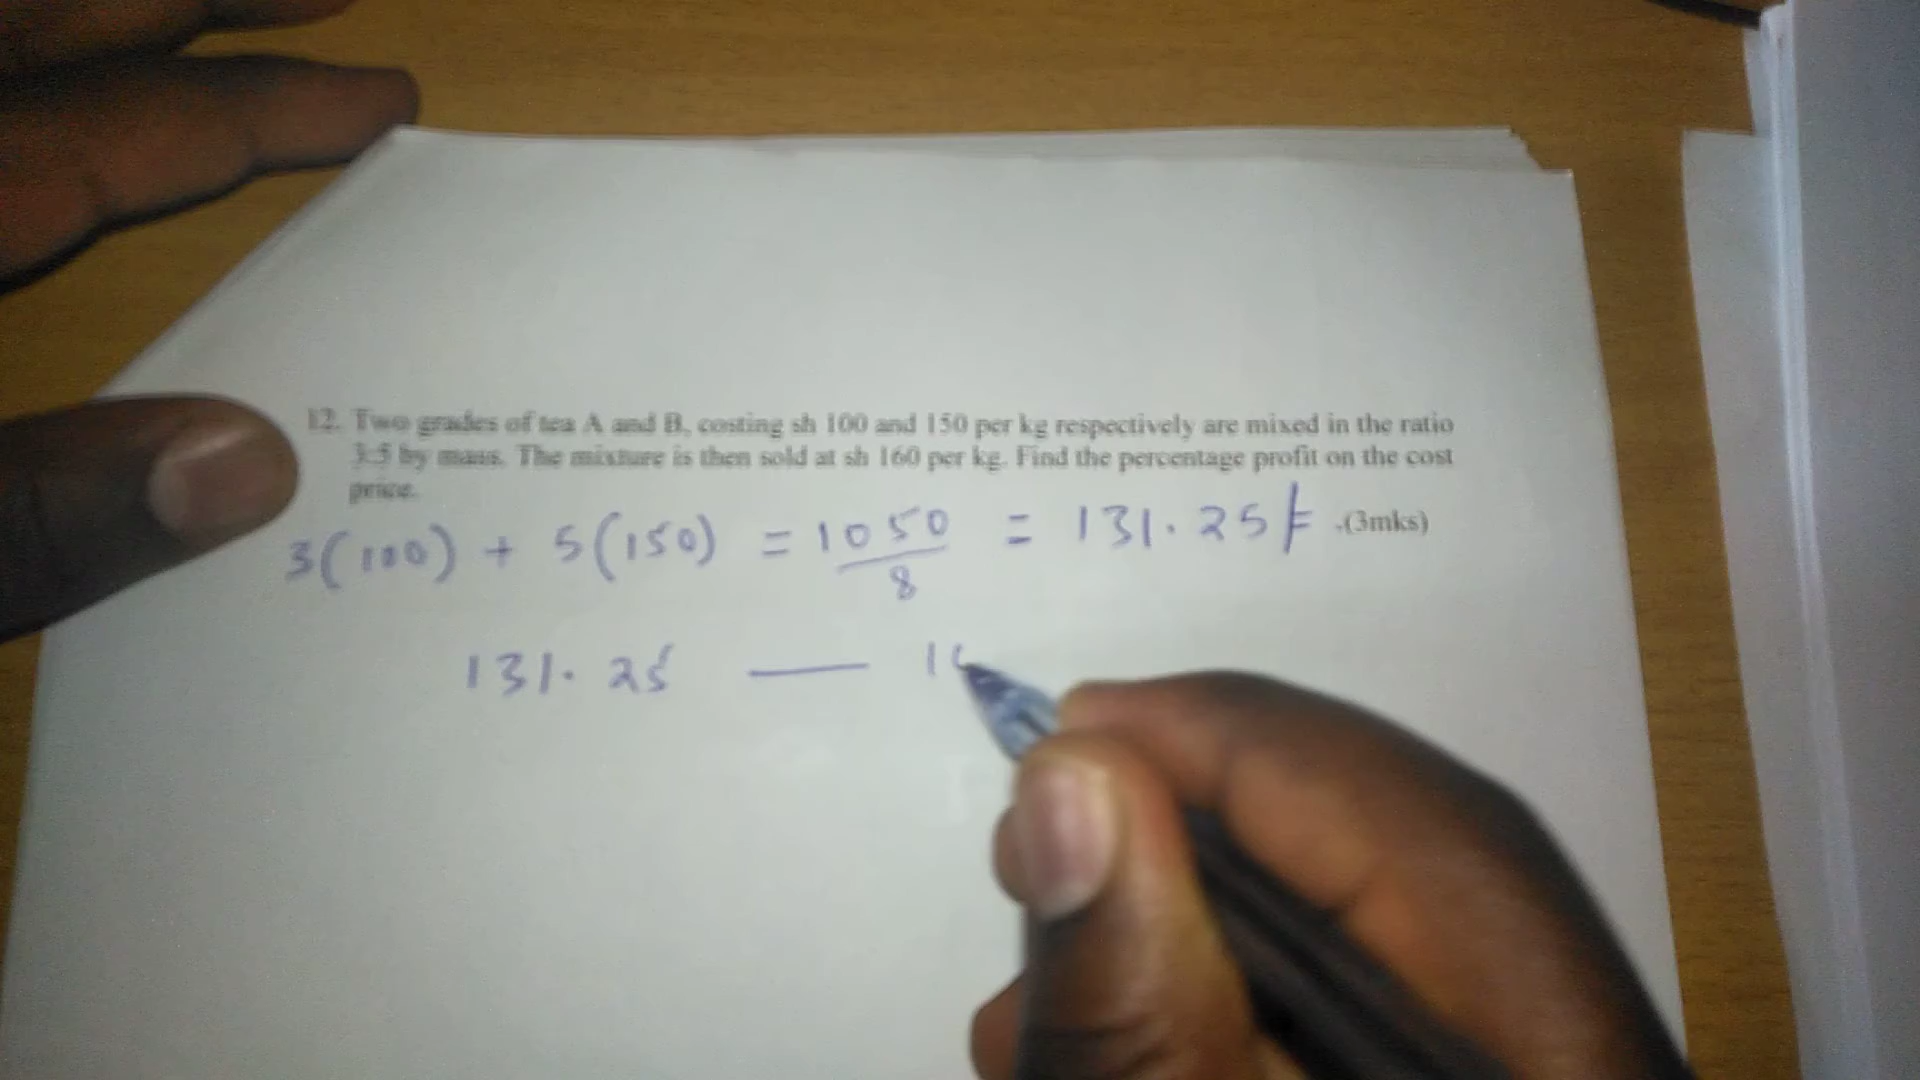 12. Two grades of tea A and B, costing sh 100 and 150 per kg respectively are mixed in the ratio
3:5 by mass. The mixture is then sold at sh 160 per kg. Find the percentage profit on the cost
price.
.(3mks)
3(100) + 5(150) = 1050/8 = 131.25/=
131.25 — 1